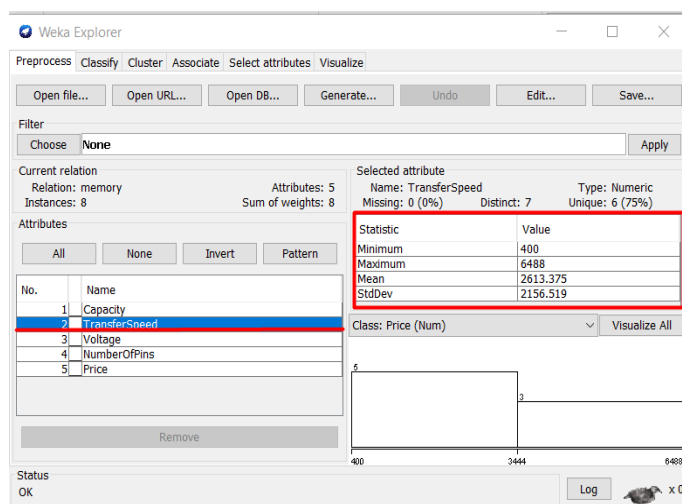 Weka Explorer
Preprocess Classify Cluster Associate Select attributes Visualize
Open file... Open URL... Open DB... Generate... Undo Edit... Save...
Filter
Choose None Apply
Current relation
Relation: memory Attributes: 5
Instances: 8 Sum of weights: 8
Attributes
All None Invert Pattern
No. Name
1 Capacity
2 TransferSpeed
3 Voltage
4 NumberOfPins
5 Price
Remove
Selected attribute
Name: TransferSpeed Type: Numeric
Missing: 0 (0%) Distinct: 7 Unique: 6 (75%)
Statistic Value
Minimum 400
Maximum 6488
Mean 2613.375
StdDev 2156.519
Class: Price (Num) Visualize All
5
3
400 3444 6488
Status
OK
Log x 0